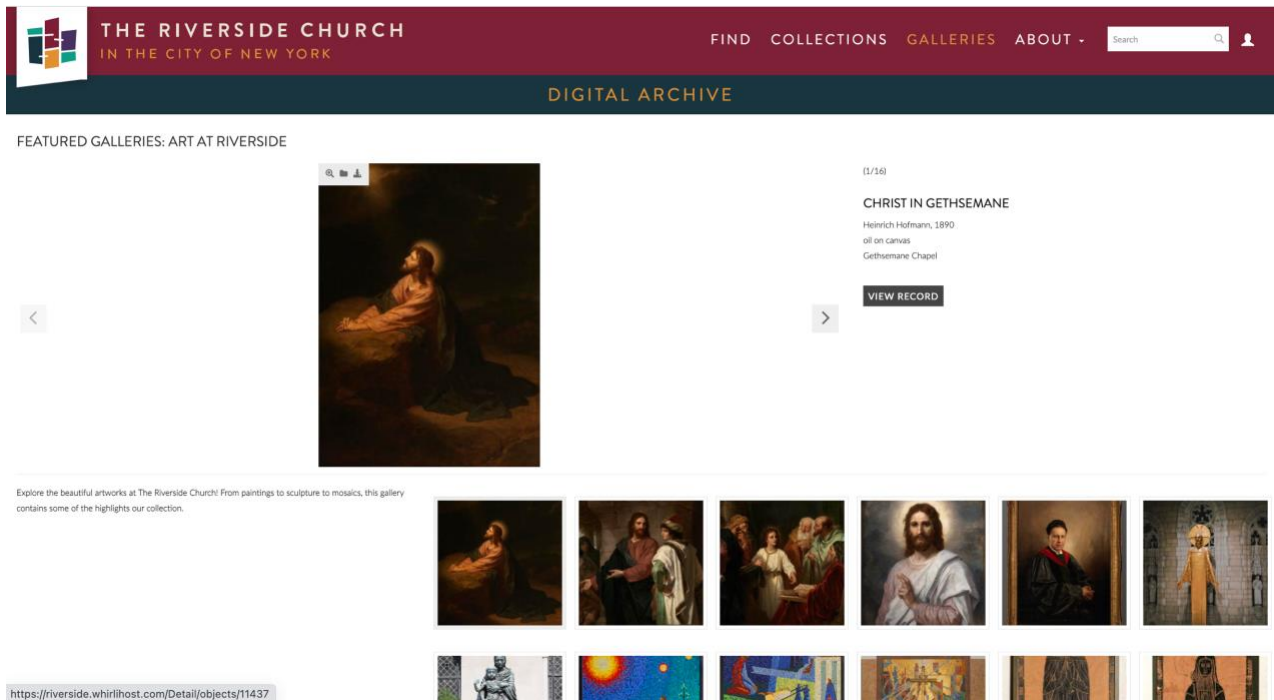 THE RIVERSIDE CHURCH
IN THE CITY OF NEW YORK
FIND COLLECTIONS GALLERIES ABOUT
Search
DIGITAL ARCHIVE
FEATURED GALLERIES: ART AT RIVERSIDE
(1/16)
CHRIST IN GETHSEMANE
Heinrich Hofmann, 1890
oil on canvas
Gethsemane Chapel
VIEW RECORD
Explore the beautiful artworks at The Riverside Church! From paintings to sculpture to mosaics, this gallery
contains some of the highlights our collection.
https://riverside.whirlihost.com/Detail/objects/11437